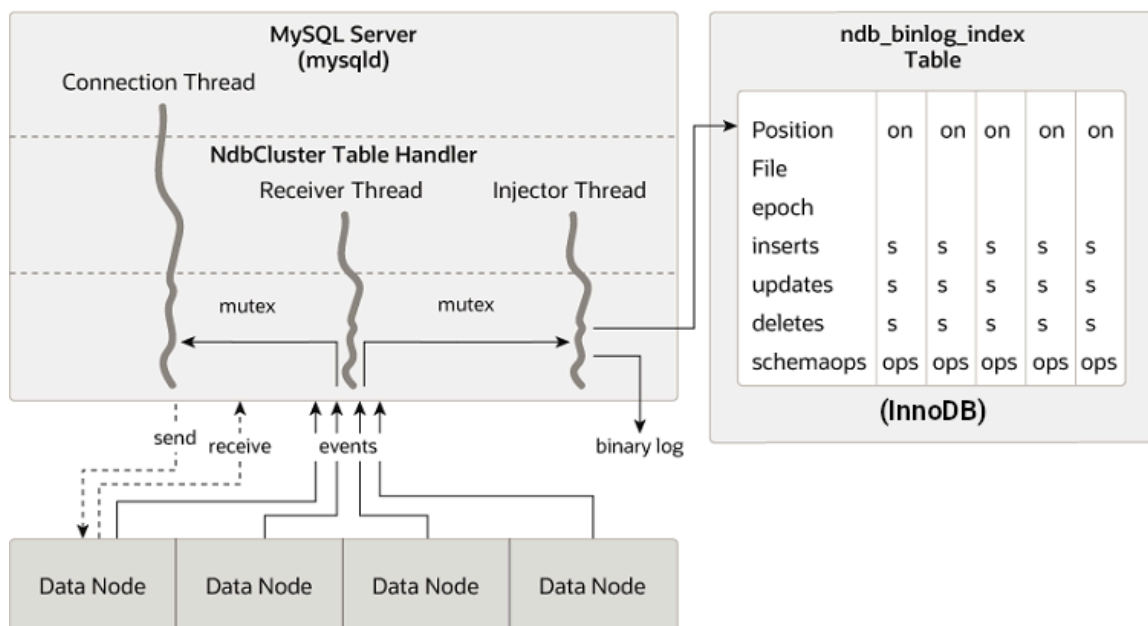 MySQL Server
(mysqld)
Connection Thread
NdbCluster Table Handler
Receiver Thread
Injector Thread
mutex
mutex
send
receive
events
binary log
Data Node
Data Node
Data Node
Data Node
ndb_binlog_index
Table
Position on on on on on
File
epoch
inserts s s s s s
updates s s s s s
deletes s s s s s
schemaops ops ops ops ops ops
(InnoDB)